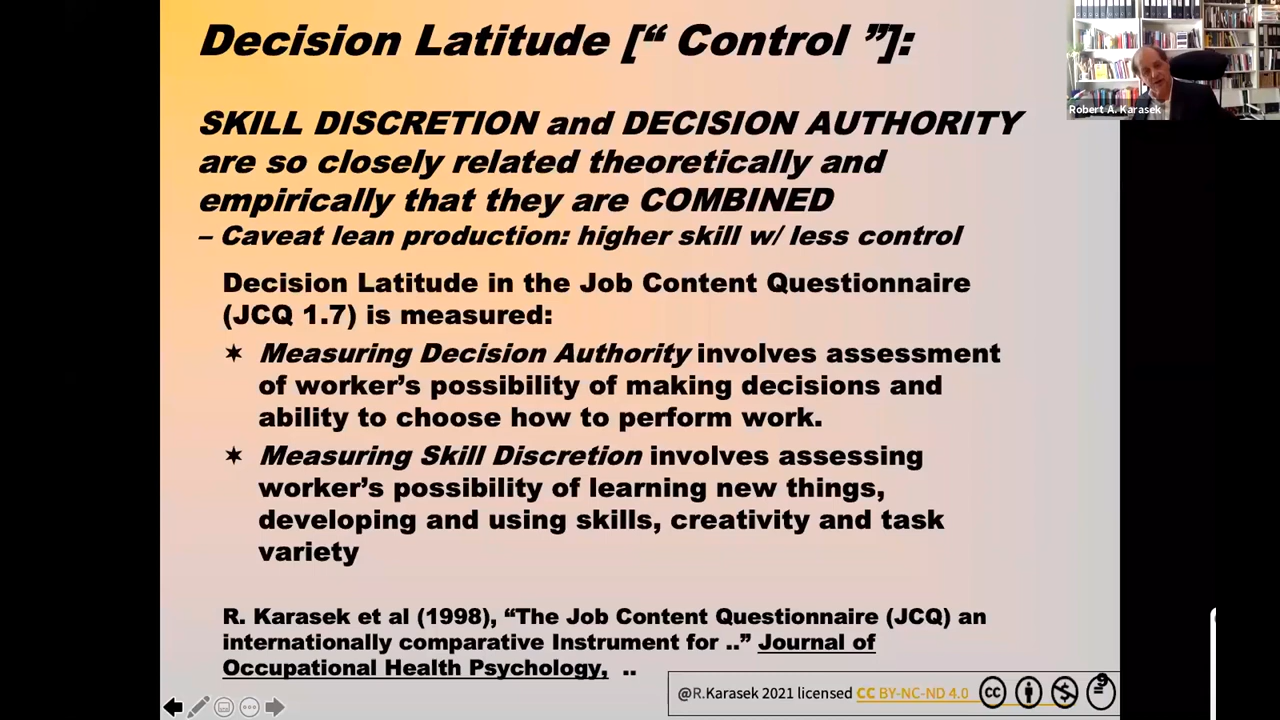 Decision Latitude [“ Control ”]:
Robert A. Karasek
SKILL DISCRETION and DECISION AUTHORITY
are so closely related theoretically and
empirically that they are COMBINED
– Caveat lean production: higher skill w/ less control
Decision Latitude in the Job Content Questionnaire
(JCQ 1.7) is measured:
✶ Measuring Decision Authority involves assessment
of worker’s possibility of making decisions and
ability to choose how to perform work.
✶ Measuring Skill Discretion involves assessing
worker’s possibility of learning new things,
developing and using skills, creativity and task
variety
R. Karasek et al (1998), “The Job Content Questionnaire (JCQ) an
internationally comparative Instrument for ..” Journal of
Occupational Health Psychology, ..
@R.Karasek 2021 licensed CC BY-NC-ND 4.0
9